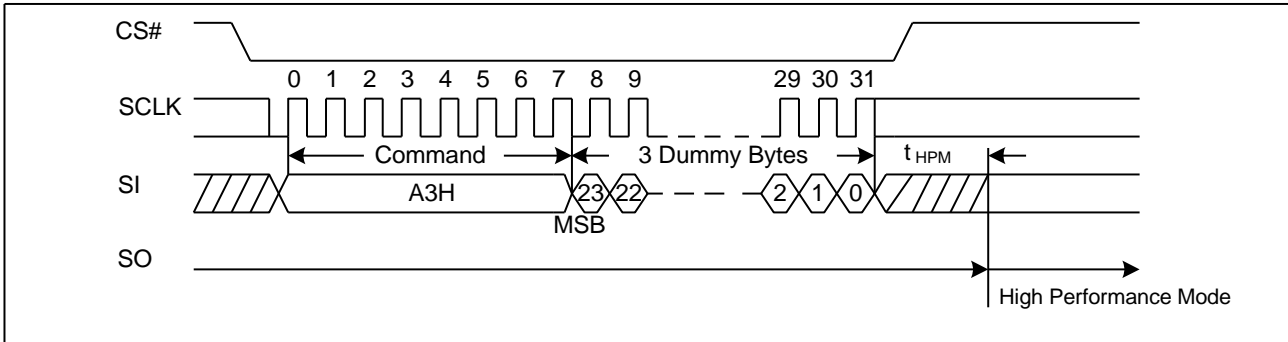 CS#
0 1 2 3 4 5 6 7 8 9 29 30 31
SCLK
Command 3 Dummy Bytes tHPM
SI A3H 23 22 2 1 0
MSB
SO
High Performance Mode